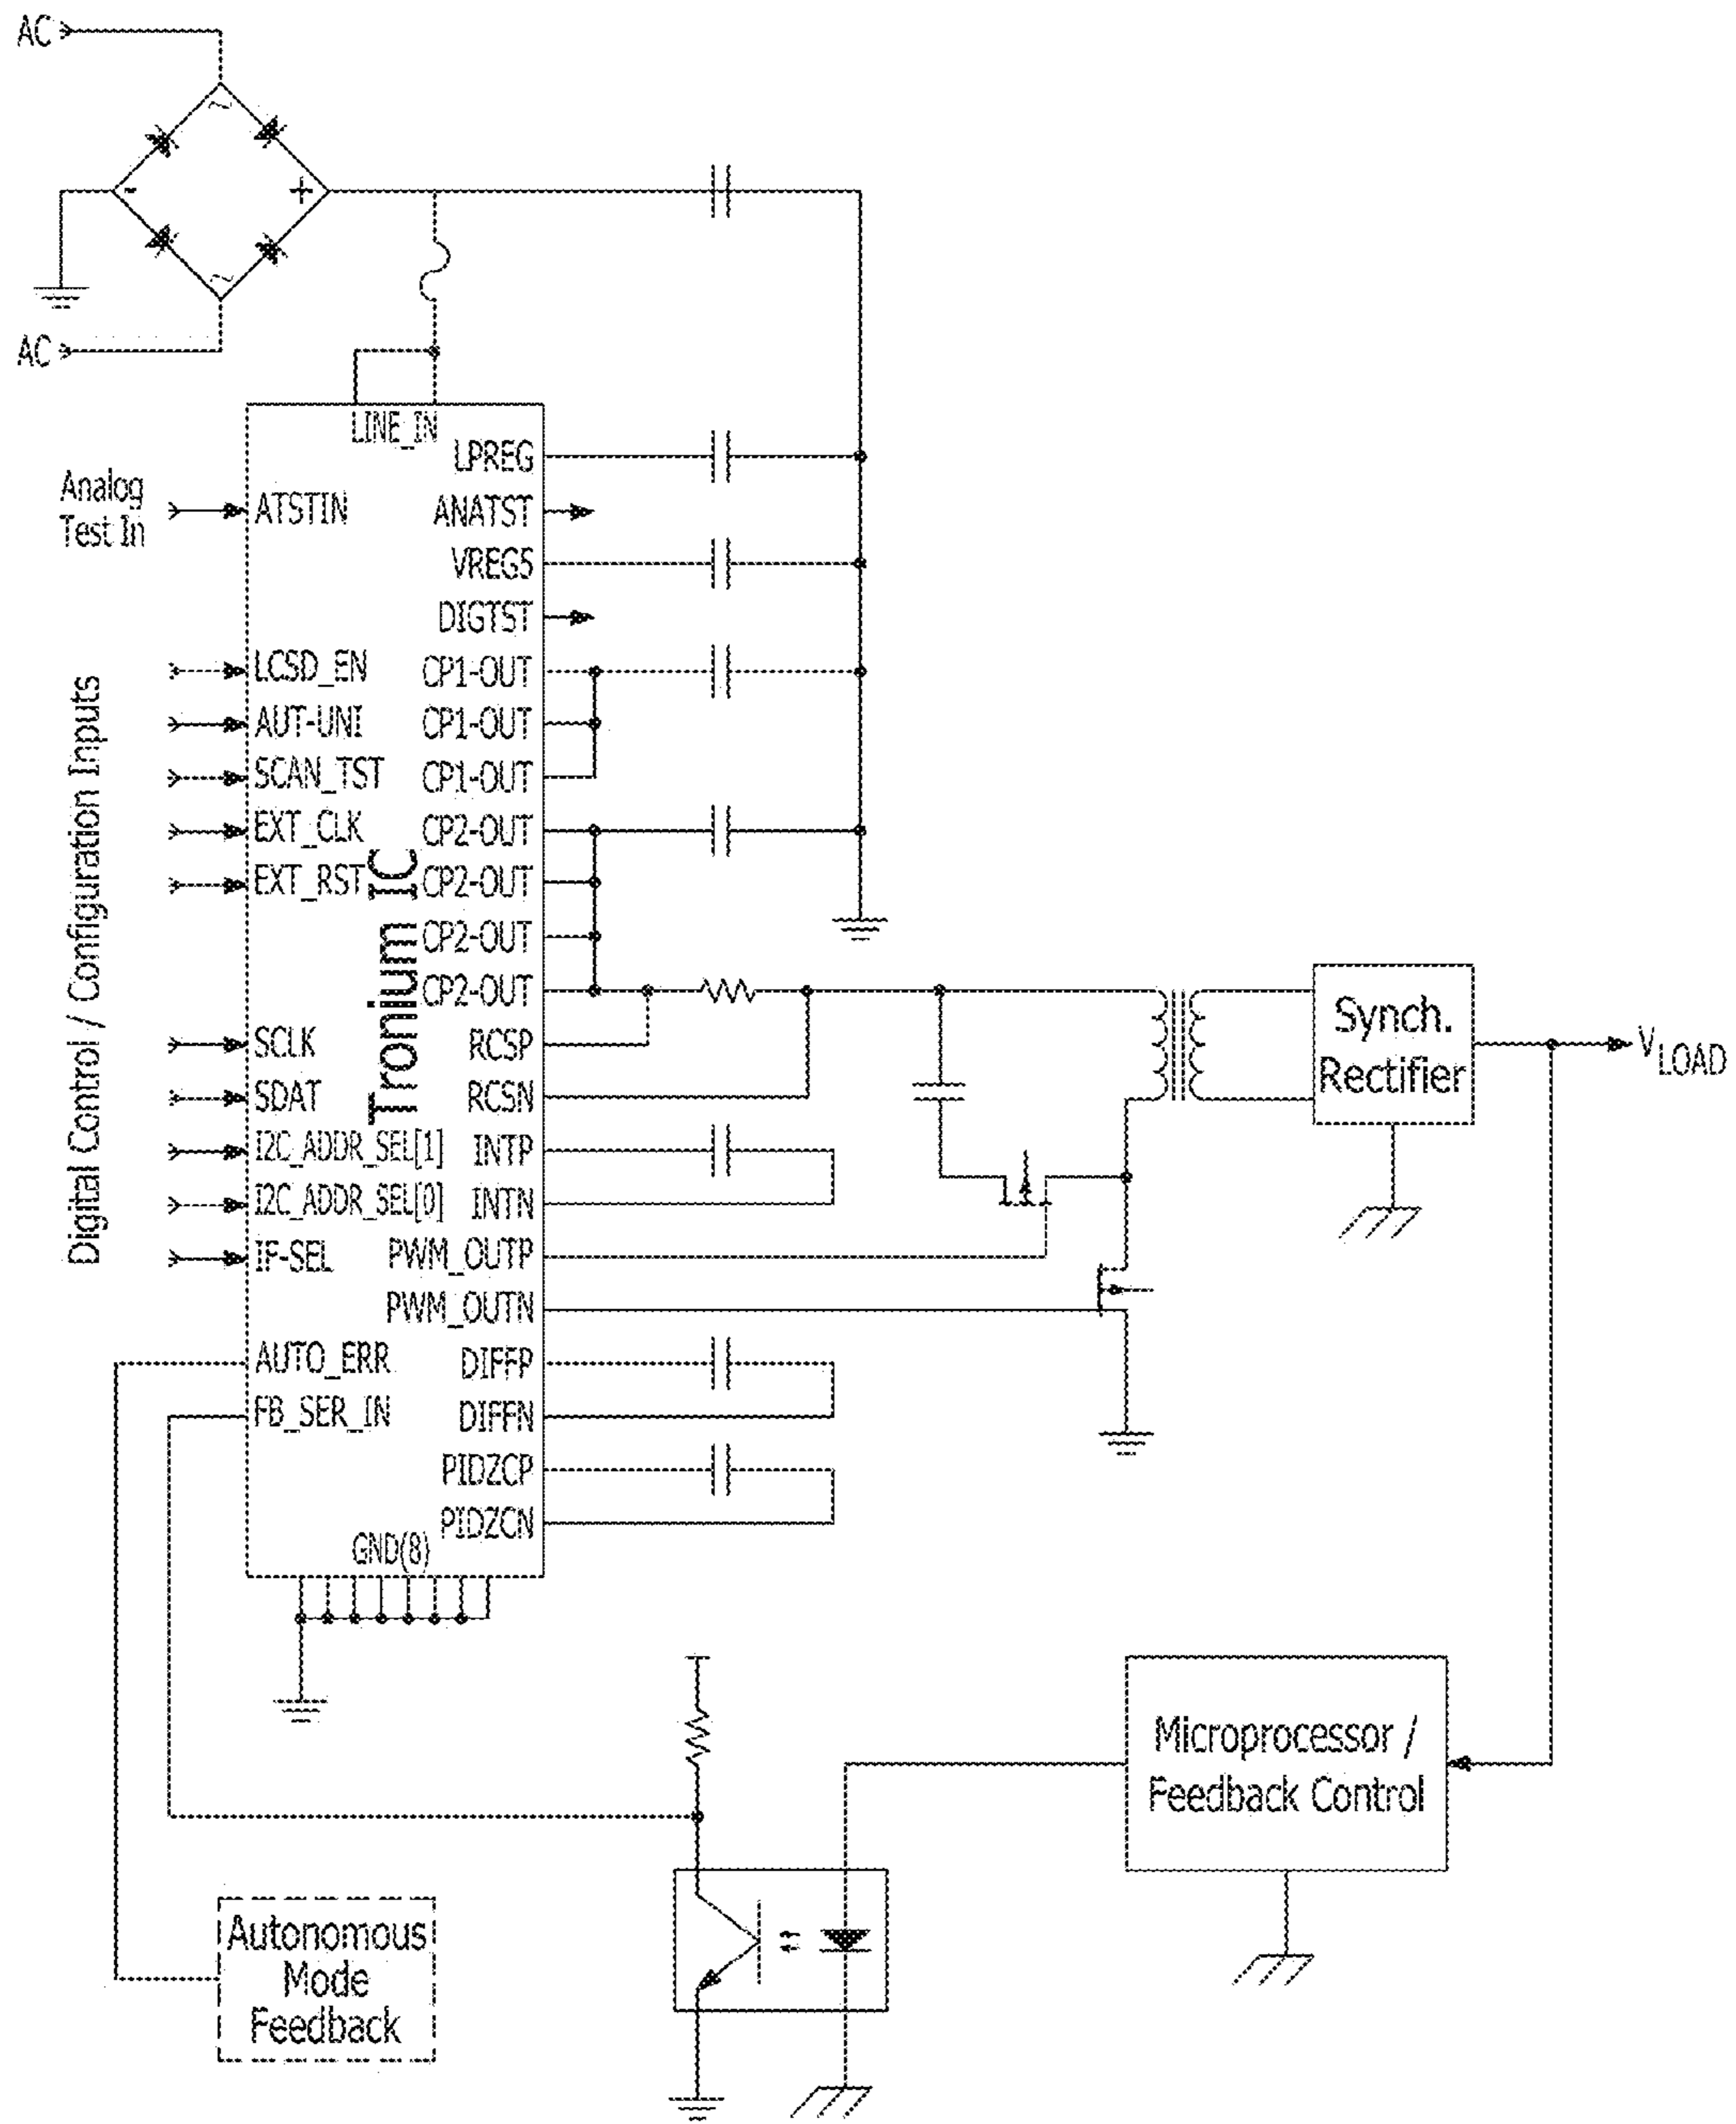 AC
~
-
+
~
AC
LINE_IN
Analog
Test In
ATSTIN
LCSD_EN
AUT-UNI
SCAN_TST
EXT_CLK
EXT_RST
SCLK
SDAT
I2C_ADDR_SEL[1]
I2C_ADDR_SEL[0]
IF-SEL
AUTO_ERR
FB_SER_IN
Digital Control / Configuration Inputs
Tronium IC
LPREG
ANATST
VREG5
DIGTST
CP1-OUT
CP1-OUT
CP1-OUT
CP2-OUT
CP2-OUT
CP2-OUT
CP2-OUT
RCSP
RCSN
INTP
INTN
PWM_OUTP
PWM_OUTN
DIFFP
DIFFN
PIDZCP
PIDZCN
GND(8)
Synch.
Rectifier
VLOAD
Microprocessor /
Feedback Control
Autonomous
Mode
Feedback